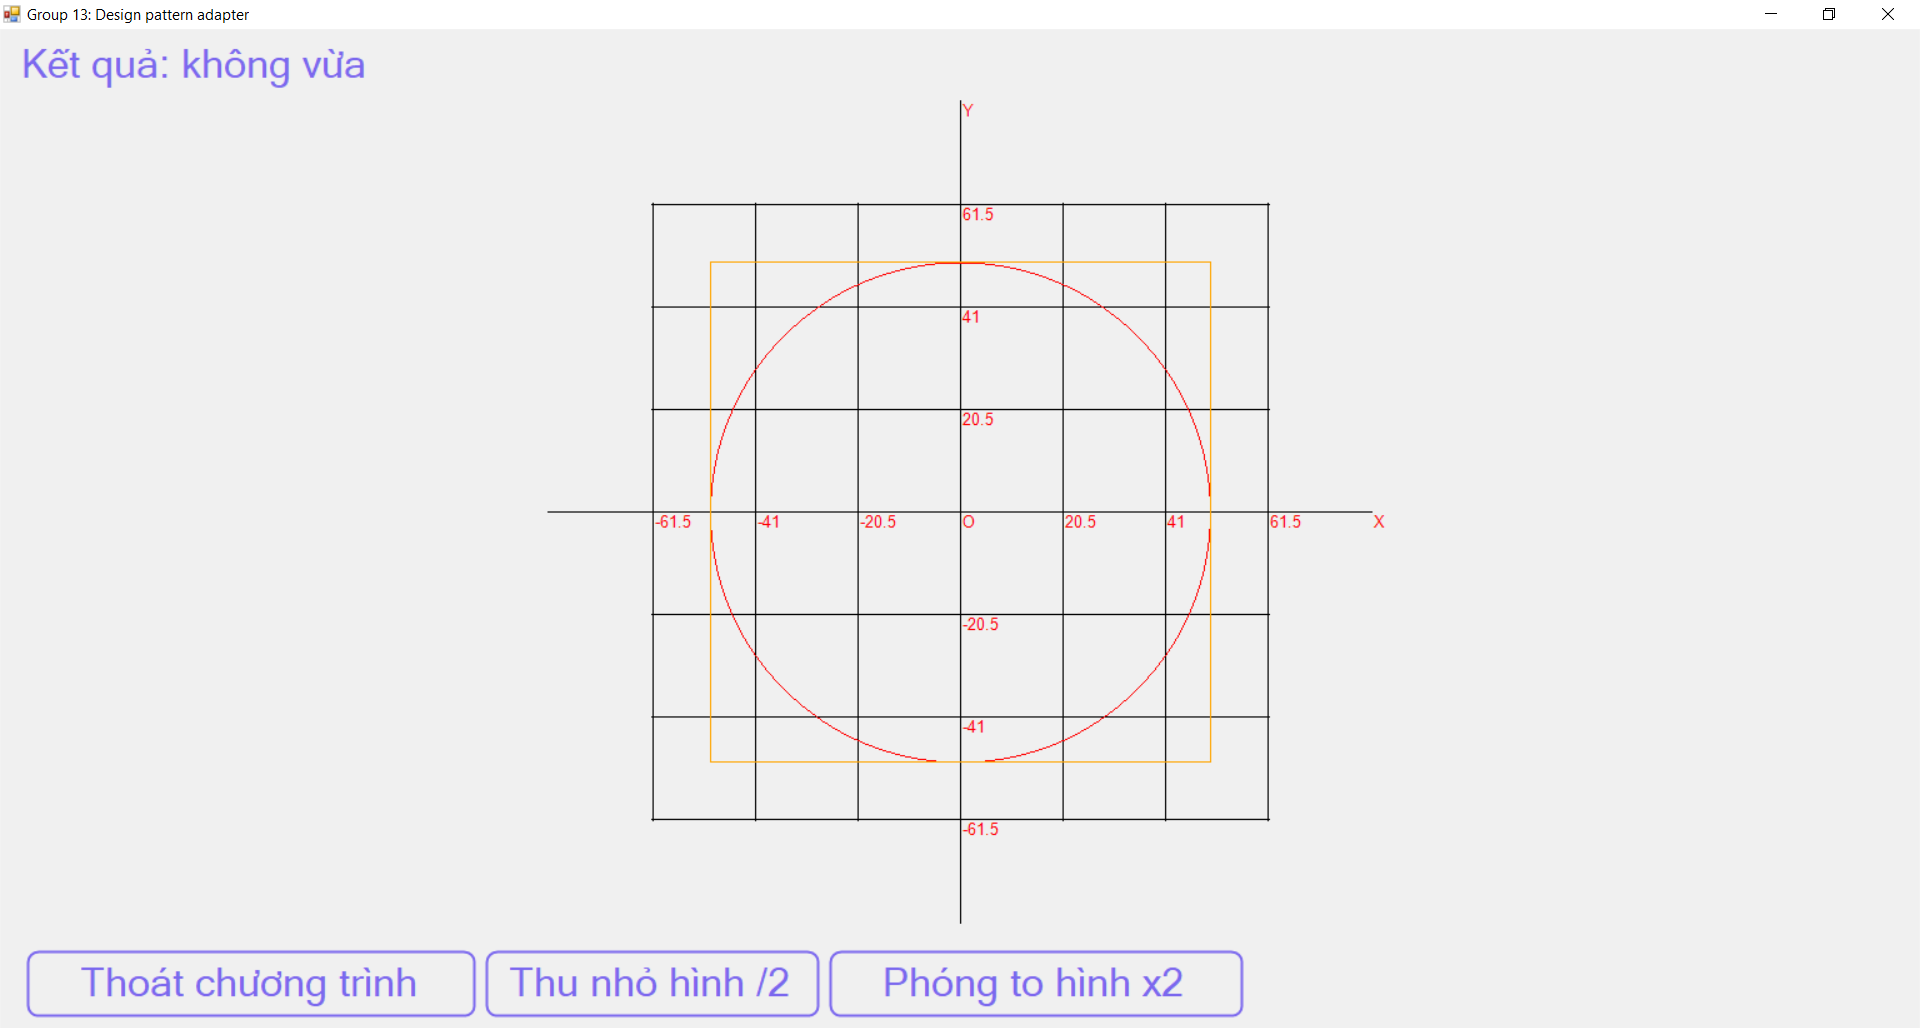 Group 13: Design pattern adapter
Kết quả: không vừa
Y
61.5
41
20.5
-61.5 -41 -20.5 O 20.5 41 61.5 X
-20.5
-41
-61.5
Thoát chương trình Thu nhỏ hình /2 Phóng to hình x2